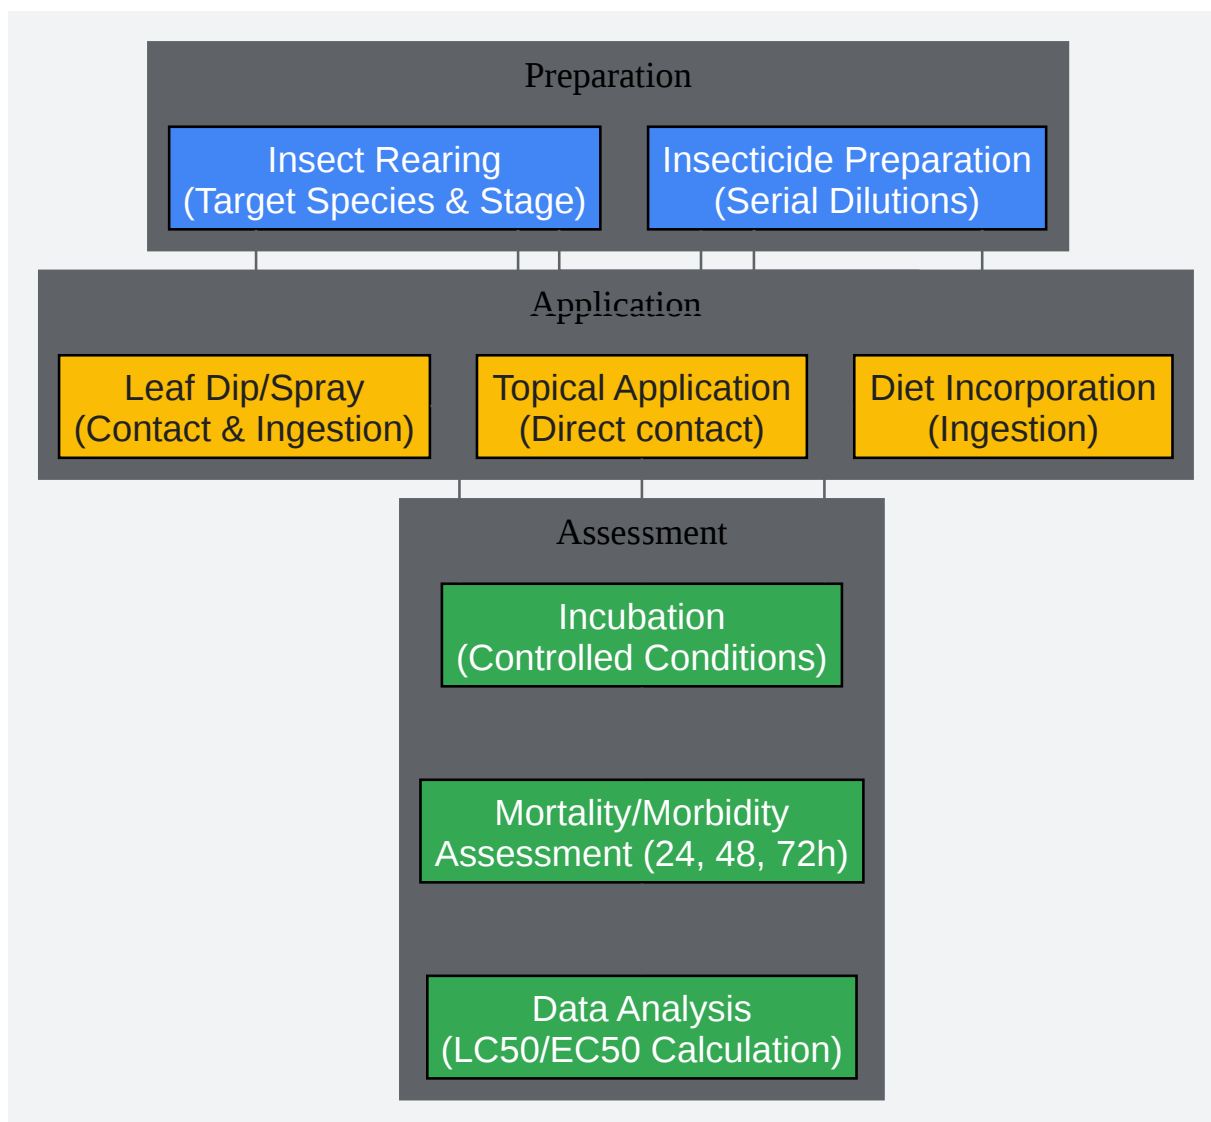 Preparation
Insect Rearing
(Target Species & Stage)
Insecticide Preparation
(Serial Dilutions)
Application
Leaf Dip/Spray
(Contact & Ingestion)
Topical Application
(Direct contact)
Diet Incorporation
(Ingestion)
Assessment
Incubation
(Controlled Conditions)
Mortality/Morbidity
Assessment (24, 48, 72h)
Data Analysis
(LC50/EC50 Calculation)